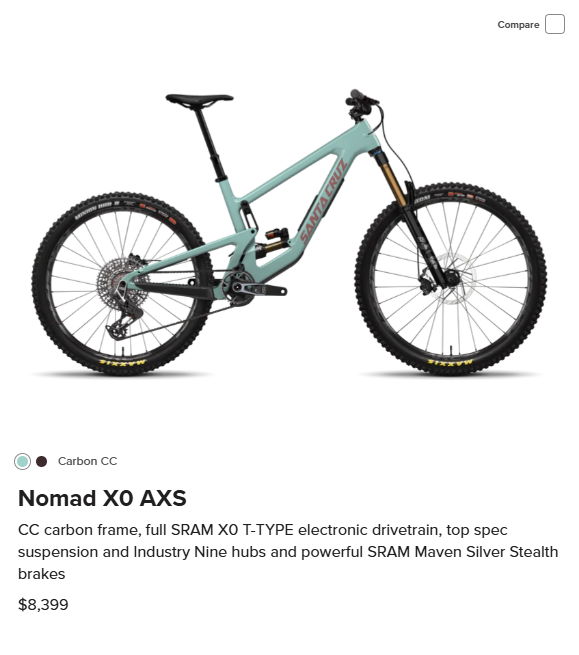 Compare
SANTA CRUZ
MAXXIS
MAXXIS
Carbon CC
Nomad X0 AXS
CC carbon frame, full SRAM X0 T-TYPE electronic drivetrain, top spec
suspension and Industry Nine hubs and powerful SRAM Maven Silver Stealth
brakes
$8,399